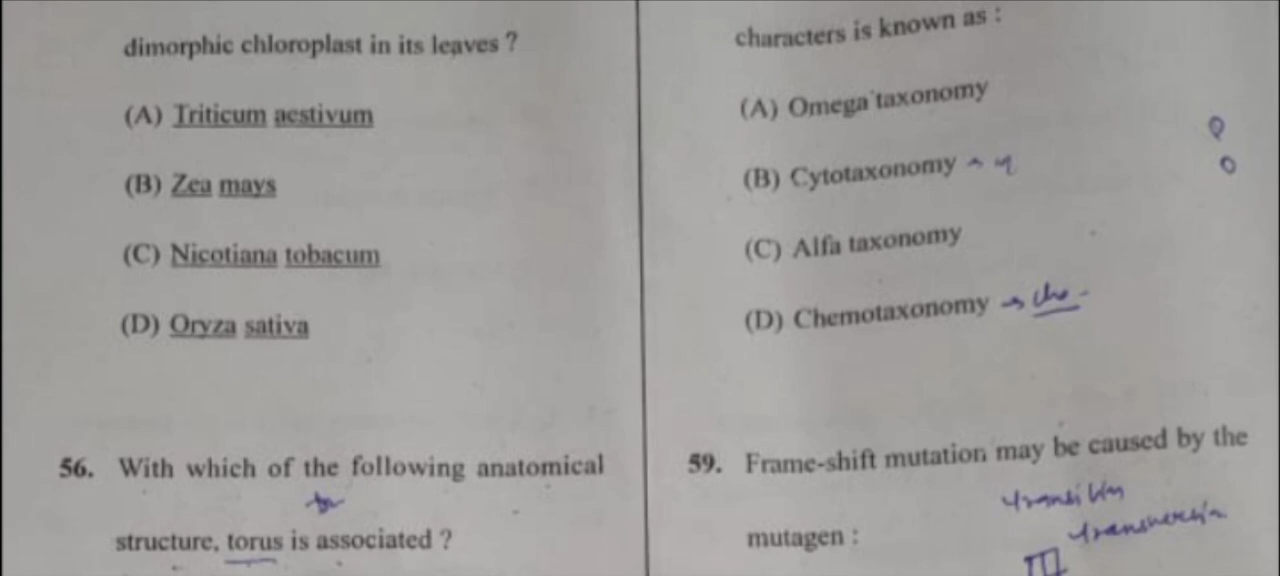 dimorphic chloroplast in its leaves ?
(A) Triticum aestivum
(B) Zea mays
(C) Nicotiana tobacum
(D) Oryza sativa
56. With which of the following anatomical
structure, torus is associated ?
characters is known as :
(A) Omega taxonomy
(B) Cytotaxonomy
(C) Alfa taxonomy
(D) Chemotaxonomy
59. Frame-shift mutation may be caused by the
mutagen :